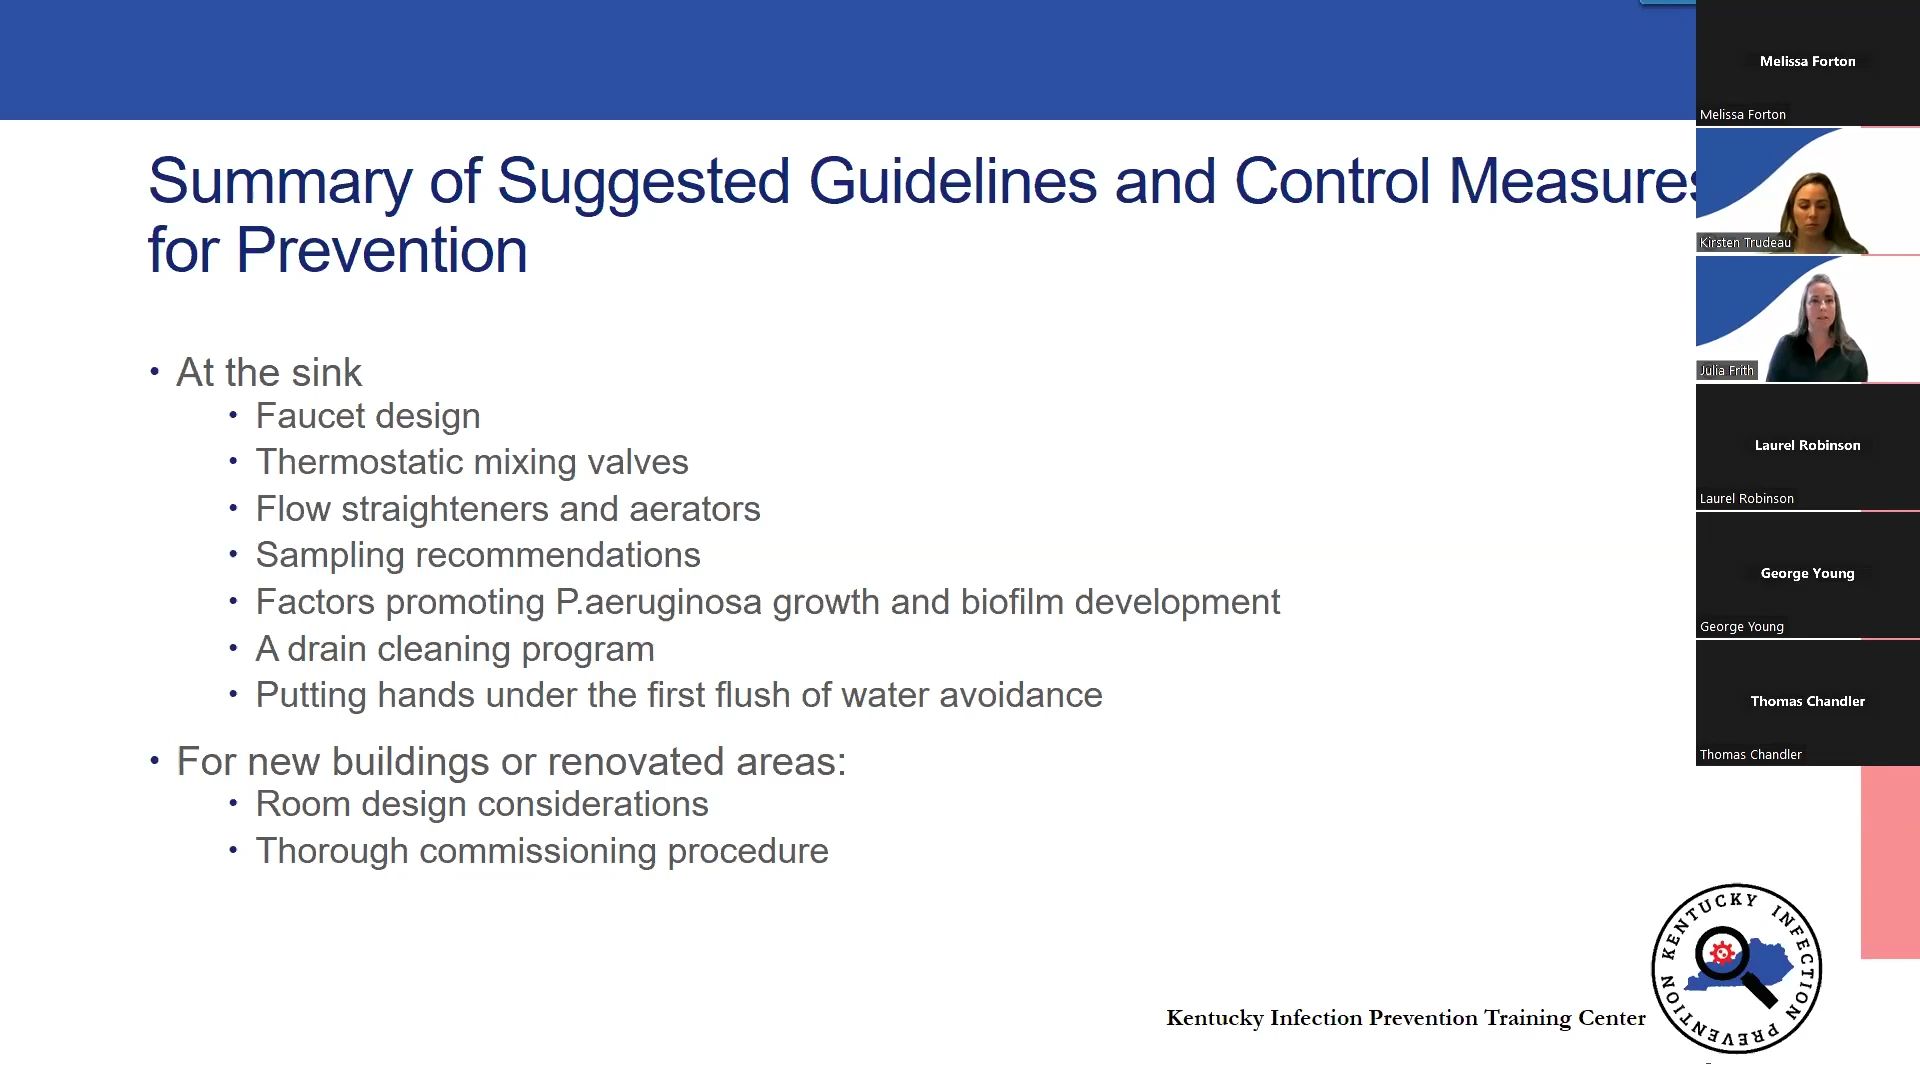 Summary of Suggested Guidelines and Control Measures
for Prevention
• At the sink
• Faucet design
• Thermostatic mixing valves
• Flow straighteners and aerators
• Sampling recommendations
• Factors promoting P.aeruginosa growth and biofilm development
• A drain cleaning program
• Putting hands under the first flush of water avoidance
• For new buildings or renovated areas:
• Room design considerations
• Thorough commissioning procedure
Kentucky Infection Prevention Training Center
KENTUCKY INFECTION PREVENTION
Melissa Forton
Melissa Forton
Kirsten Trudeau
Julia Frith
Laurel Robinson
Laurel Robinson
George Young
George Young
Thomas Chandler
Thomas Chandler